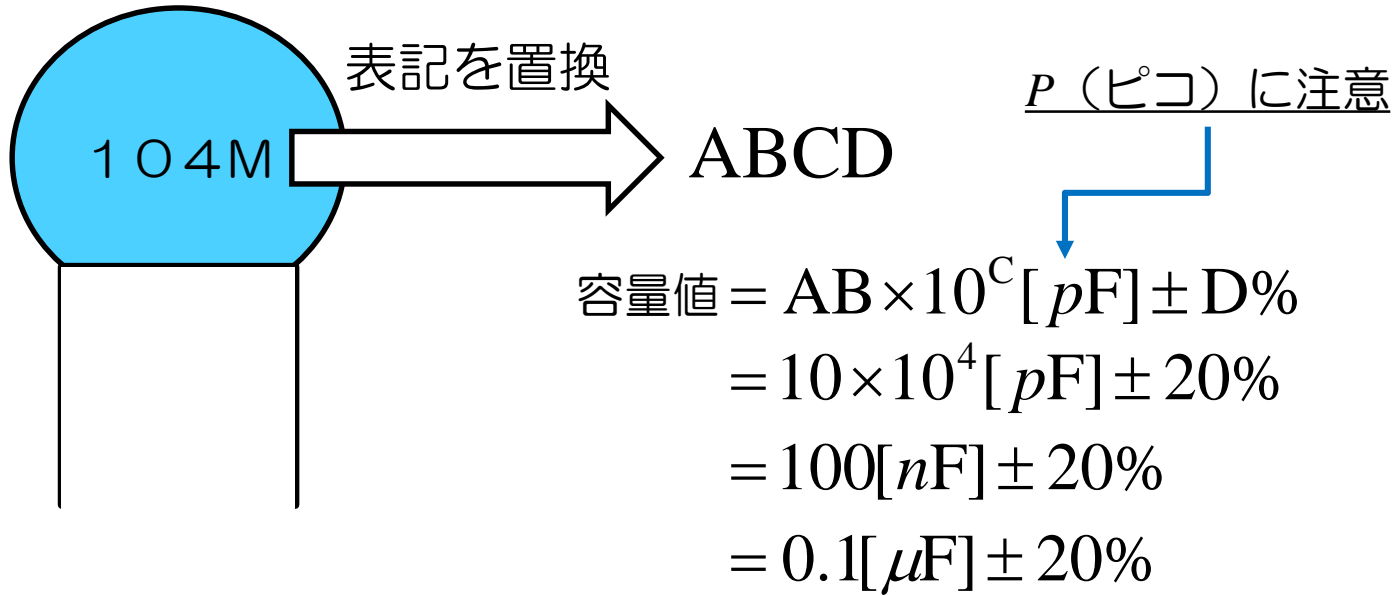 表記を置換
P（ピコ）に注意
１０４M
ABCD
容量値 = AB×10^C[pF]±D%
=10×10^4[pF]±20%
=100[nF]±20%
=0.1[μF]±20%